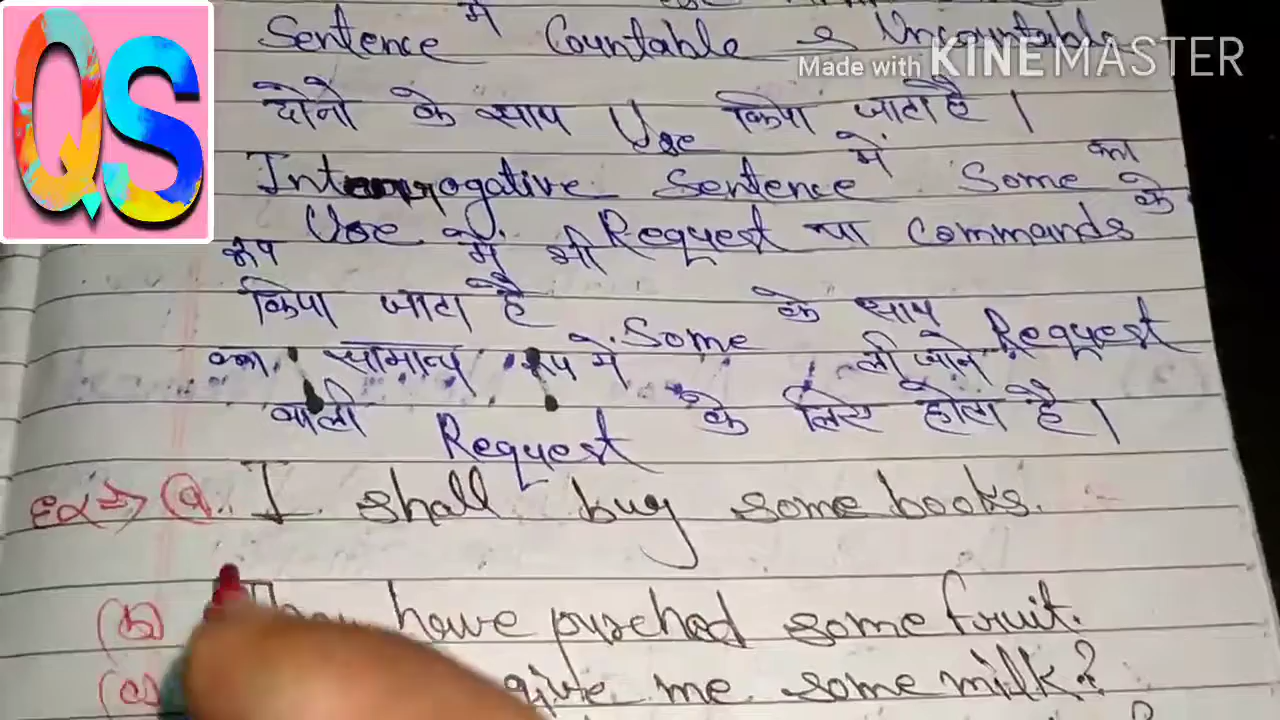 QS
Sentence में Countable & Uncountable
Made with KINEMASTER
दोनो के साथ Use किया जाता है।
Interrogative Sentence में Some का
Use में भी Request या Commands के
रूप
किया जाता है Some के साथ Request
का सामान्य रूप में ली जाने
वाली Request के लिए होता है।
ex⇒ (a). I shall buy some books.
(b) They have purched some fruit.
(c) give me some milk?